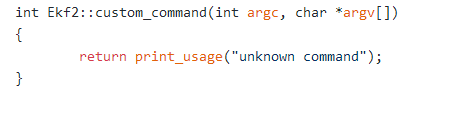 int Ekf2::custom_command(int argc, char *argv[])
{
        return print_usage("unknown command");
}